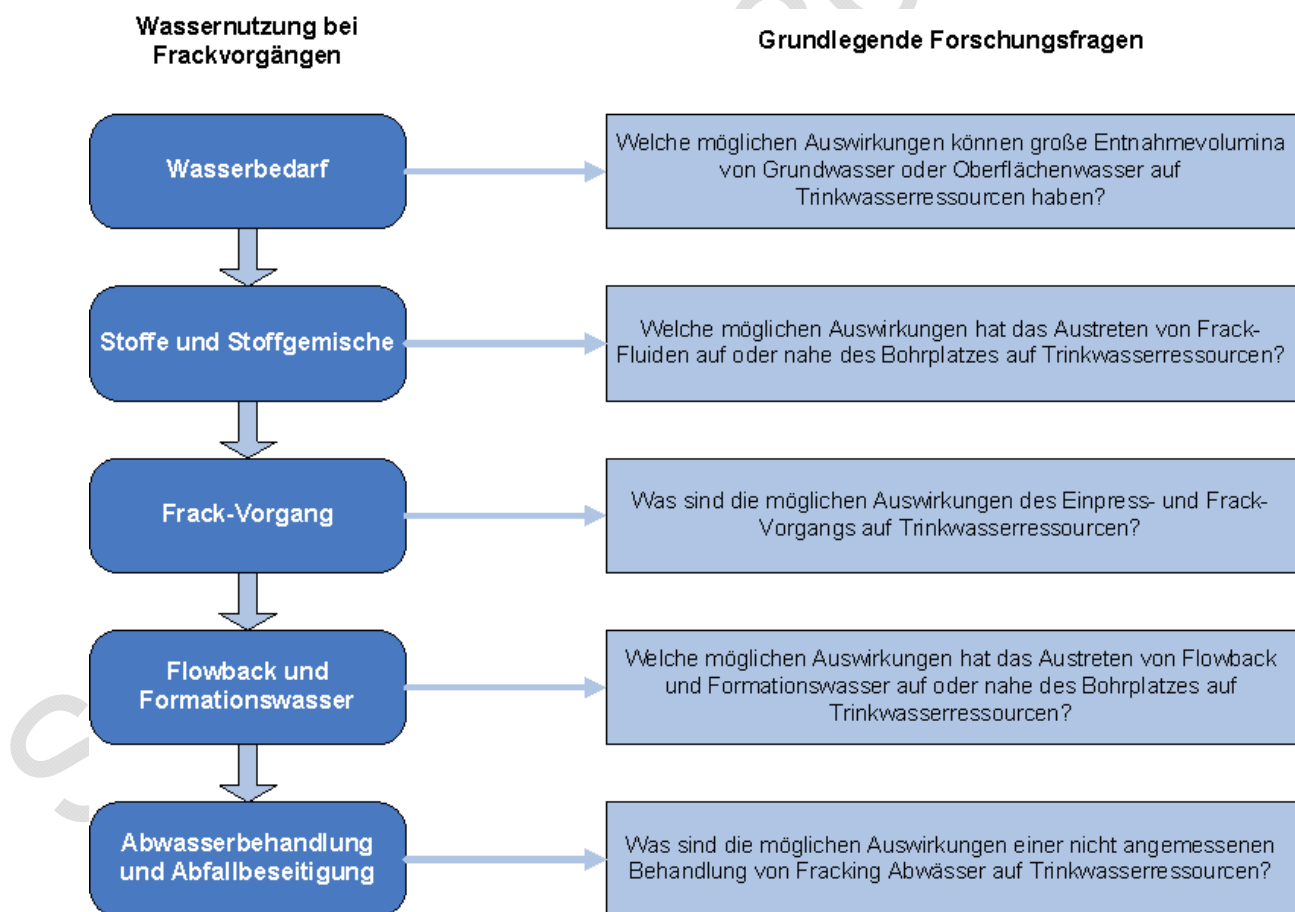 Wassernutzung bei
Frackvorgängen
Grundlegende Forschungsfragen
Wasserbedarf
Welche möglichen Auswirkungen können große Entnahmevolumina
von Grundwasser oder Oberflächenwasser auf
Trinkwasserressourcen haben?
Stoffe und Stoffgemische
Welche möglichen Auswirkungen hat das Austreten von Frack-
Fluiden auf oder nahe des Bohrplatzes auf Trinkwasserressourcen?
Frack-Vorgang
Was sind die möglichen Auswirkungen des Einpress- und Frack-
Vorgangs auf Trinkwasserressourcen?
Flowback und
Formationswasser
Welche möglichen Auswirkungen hat das Austreten von Flowback
und Formationswasser auf oder nahe des Bohrplatzes auf
Trinkwasserressourcen?
Abwasserbehandlung
und Abfallbeseitigung
Was sind die möglichen Auswirkungen einer nicht angemessenen
Behandlung von Fracking Abwässer auf Trinkwasserressourcen?